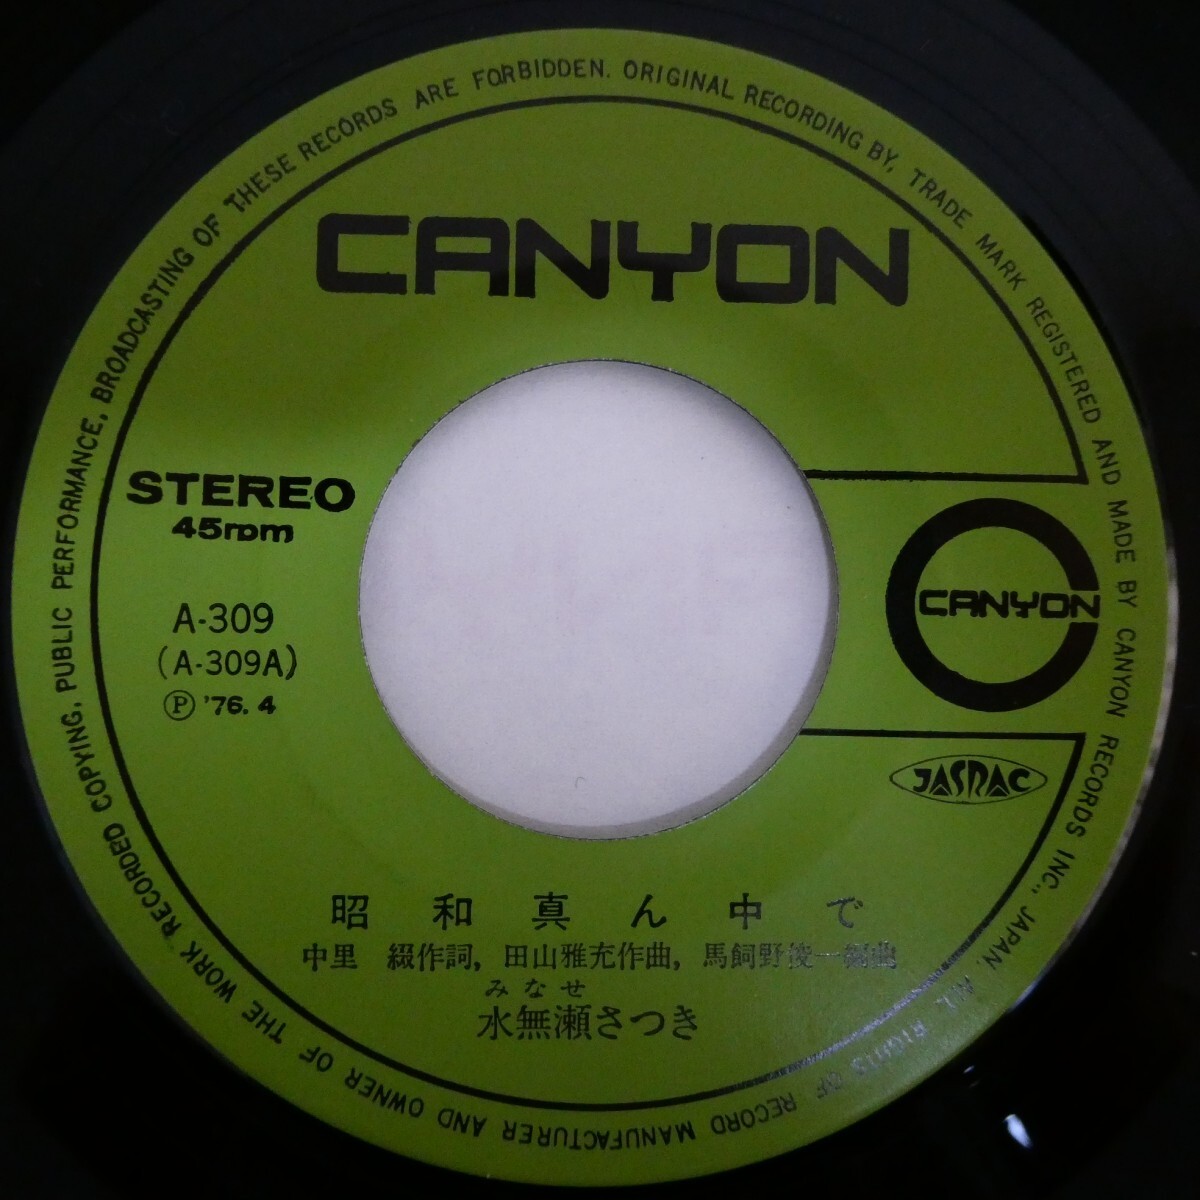 ALL RIGHTS OF RECORD MANUFACTURER AND OWNER OF THE WORK RECORDED COPYING, PUBLIC PERFORMANCE, BROADCASTING OF THESE RECORDS ARE FORBIDDEN. ORIGINAL RECORDING BY, TRADE MARK REGISTERED AND MADE BY CANYON RECORDS INC., JAPAN.
CANYON
STEREO
45rpm
A-309
(A-309A)
Ⓟ '76. 4
CANYON
JASRAC
昭和真ん中で
中里 綴作詞, 田山雅充作曲, 馬飼野俊一編曲
みなせ
水無瀬さつき